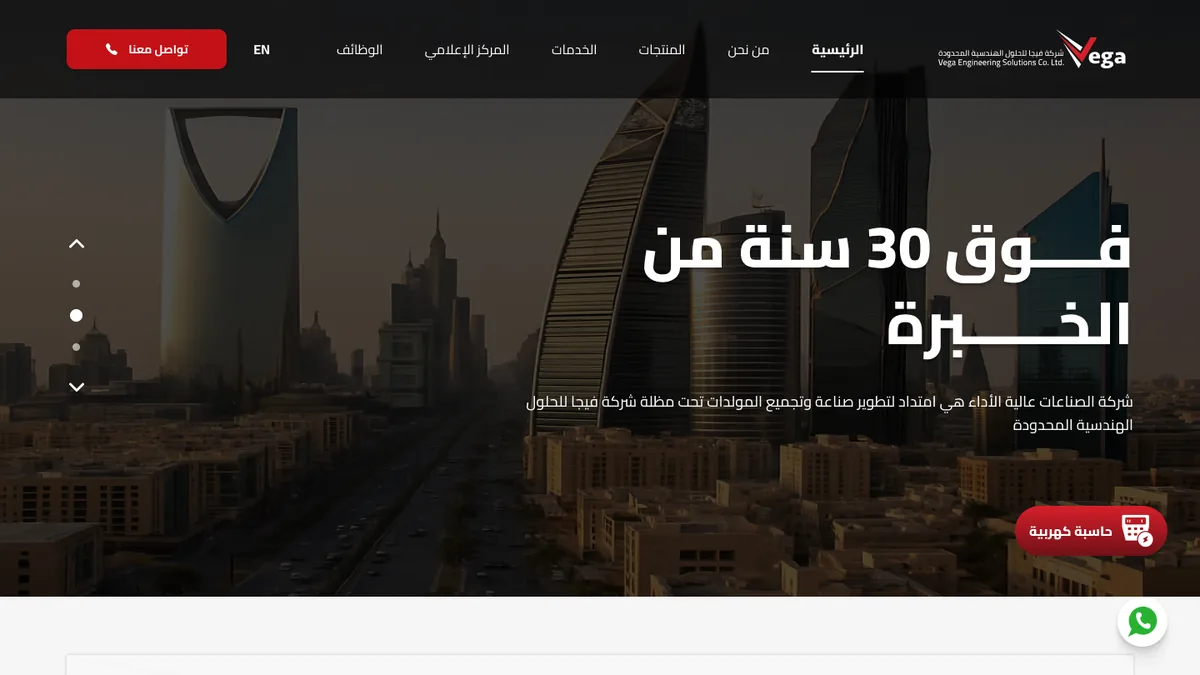 شركة فيجا للحلول الهندسية المحدودة
Vega Engineering Solutions Co. Ltd.
Vega
الرئيسية
من نحن
المنتجات
الخدمات
المركز الإعلامي
الوظائف
EN
تواصل معنا
فـــوق 30 سنة من
الخـــــبرة
شركة الصناعات عالية الأداء هي امتداد لتطوير صناعة وتجميع المولدات تحت مظلة شركة فيجا للحلول
الهندسية المحدودة
حاسبة كهربية